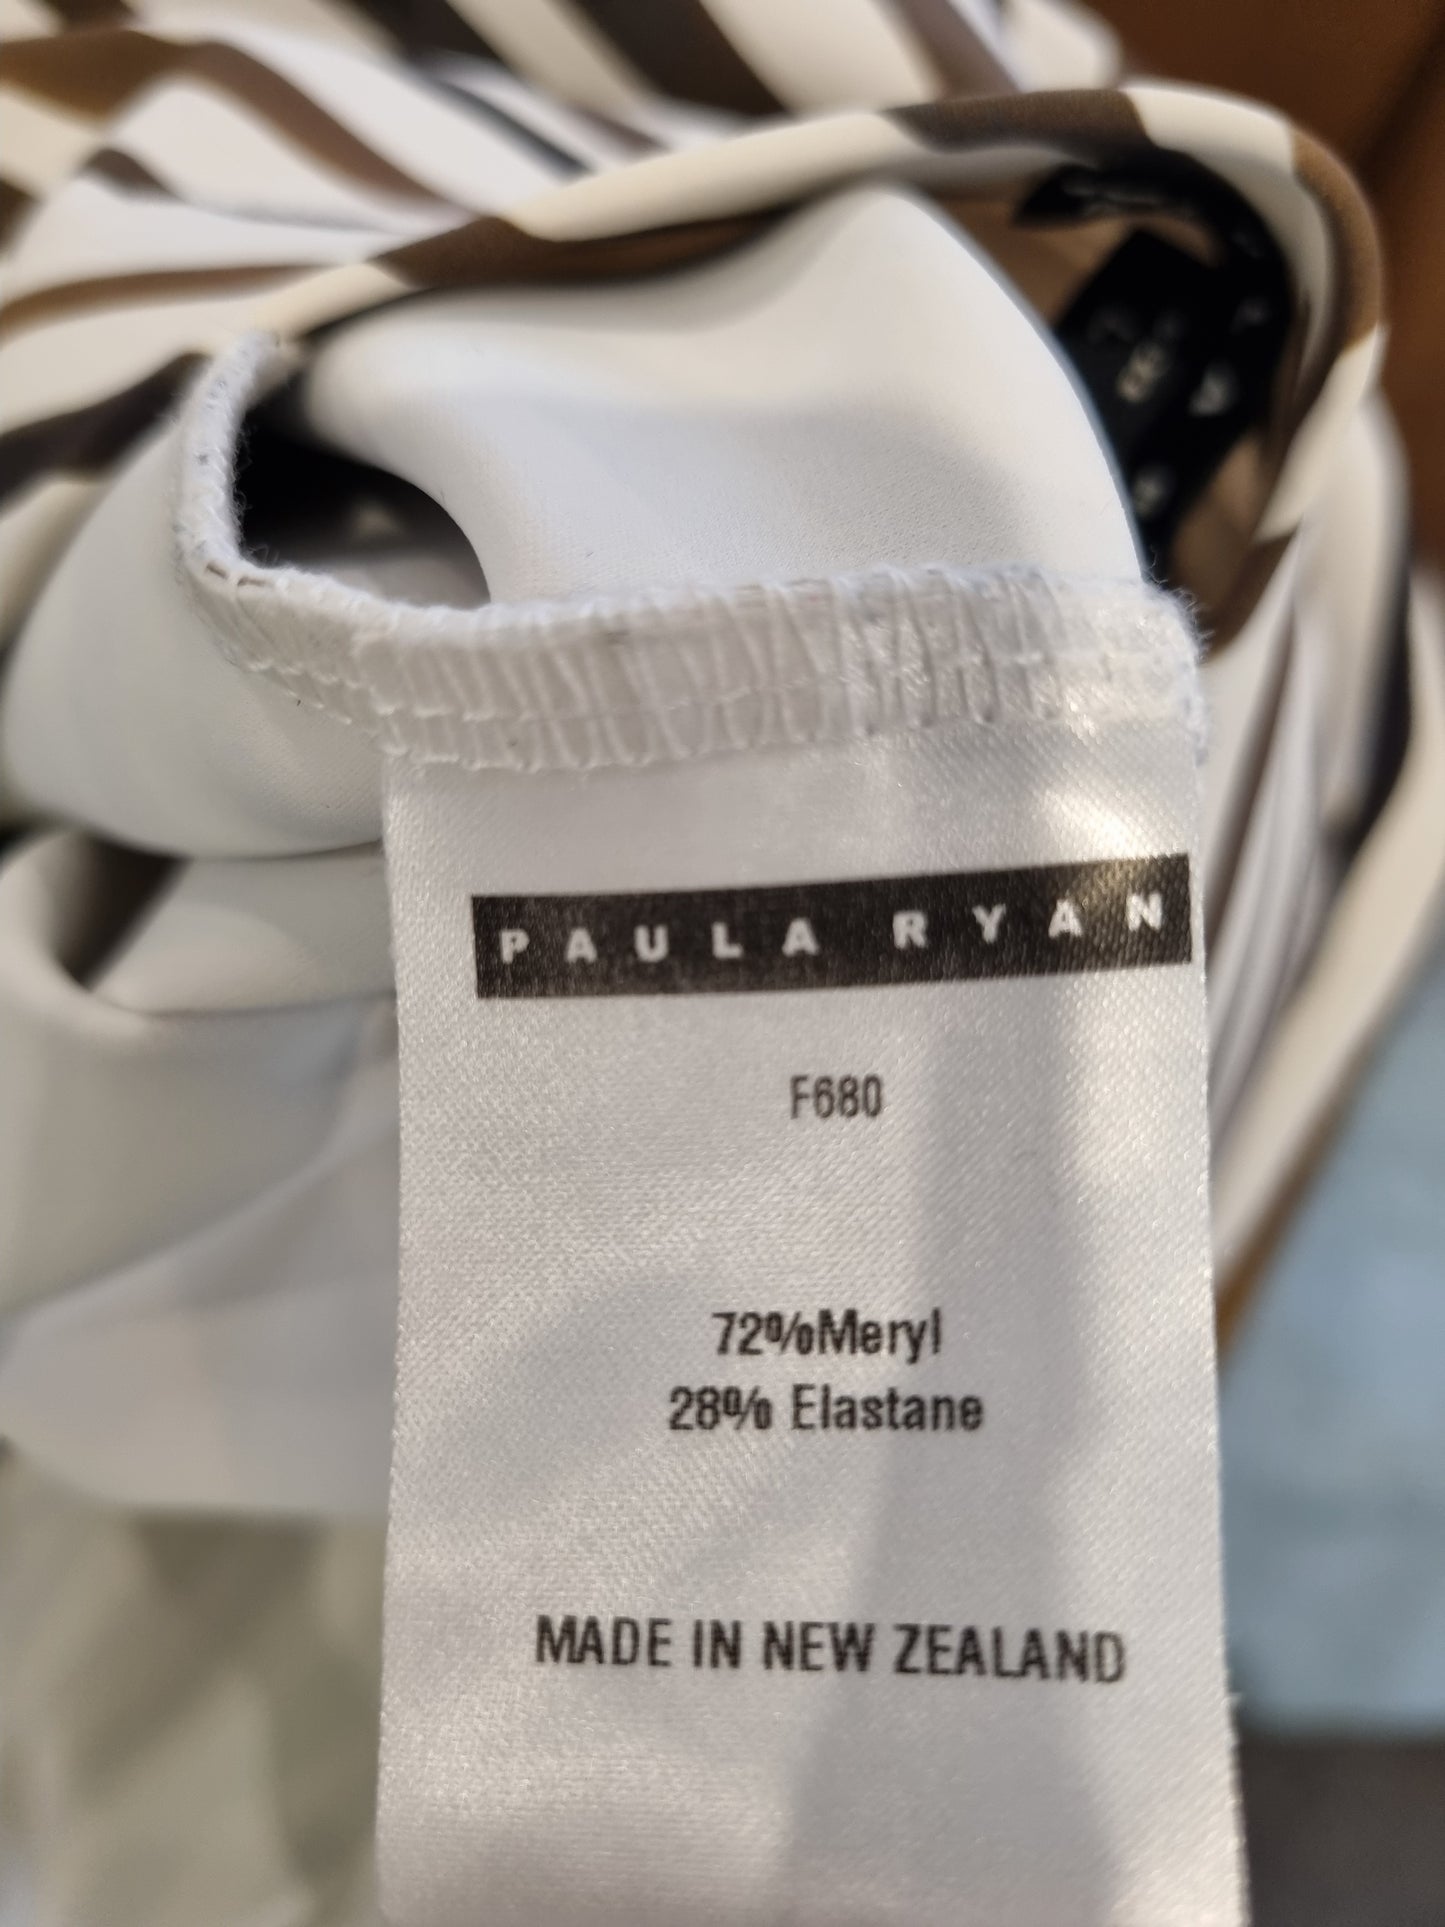 PAULA RYAN
F680
72%Meryl
28% Elastane
MADE IN NEW ZEALAND